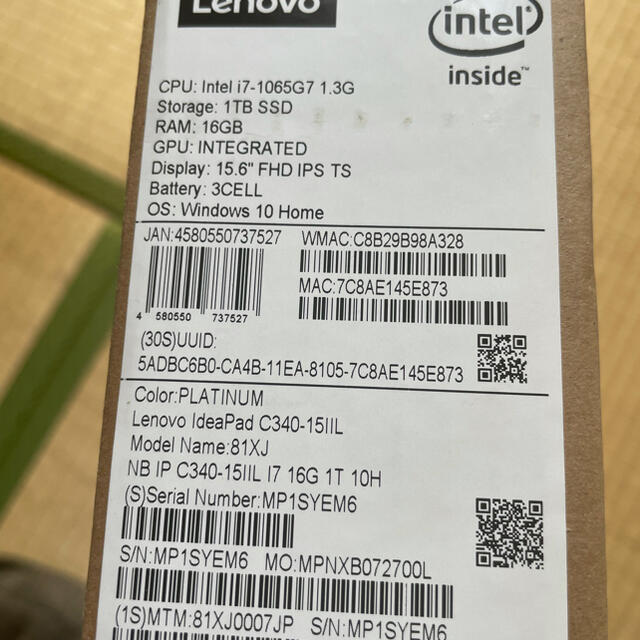 Lenovo
intel
inside™
CPU: Intel i7-1065G7 1.3G
Storage: 1TB SSD
RAM: 16GB
GPU: INTEGRATED
Display: 15.6" FHD IPS TS
Battery: 3CELL
OS: Windows 10 Home
JAN:4580550737527 WMAC:C8B29B98A328
MAC:7C8AE145E873
4 580550 737527
(30S)UUID:
5ADBC6B0-CA4B-11EA-8105-7C8AE145E873
Color:PLATINUM
Lenovo IdeaPad C340-15IIL
Model Name:81XJ
NB IP C340-15IIL I7 16G 1T 10H
(S)Serial Number:MP1SYEM6
S/N:MP1SYEM6 MO:MPNXB072700L
(1S)MTM:81XJ0007JP S/N:MP1SYEM6